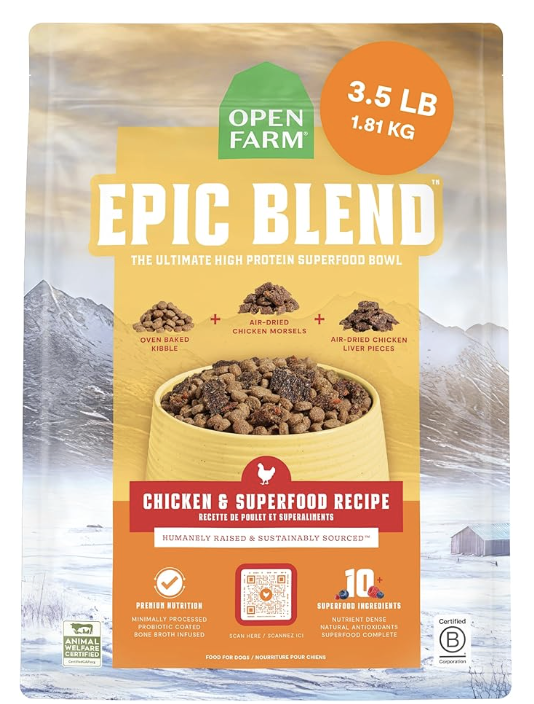 3.5 LB
1.81 KG
OPEN
FARM®
EPIC BLEND™
THE ULTIMATE HIGH PROTEIN SUPERFOOD BOWL
OVEN BAKED
KIBBLE
+
AIR-DRIED
CHICKEN MORSELS
+
AIR-DRIED CHICKEN
LIVER PIECES
CHICKEN & SUPERFOOD RECIPE
RECETTE DE POULET ET SUPERALIMENTS
HUMANELY RAISED & SUSTAINABLY SOURCED™
PREMIUM NUTRITION
MINIMALLY PROCESSED
PROBIOTIC COATED
BONE BROTH INFUSED
SCAN HERE / SCANNEZ ICI
10+
SUPERFOOD INGREDIENTS
NUTRIENT DENSE
NATURAL ANTIOXIDANTS
SUPERFOOD COMPLETE
ANIMAL
WELFARE
CERTIFIED
Certified
B
Corporation
FOOD FOR DOGS / NOURRITURE POUR CHIENS